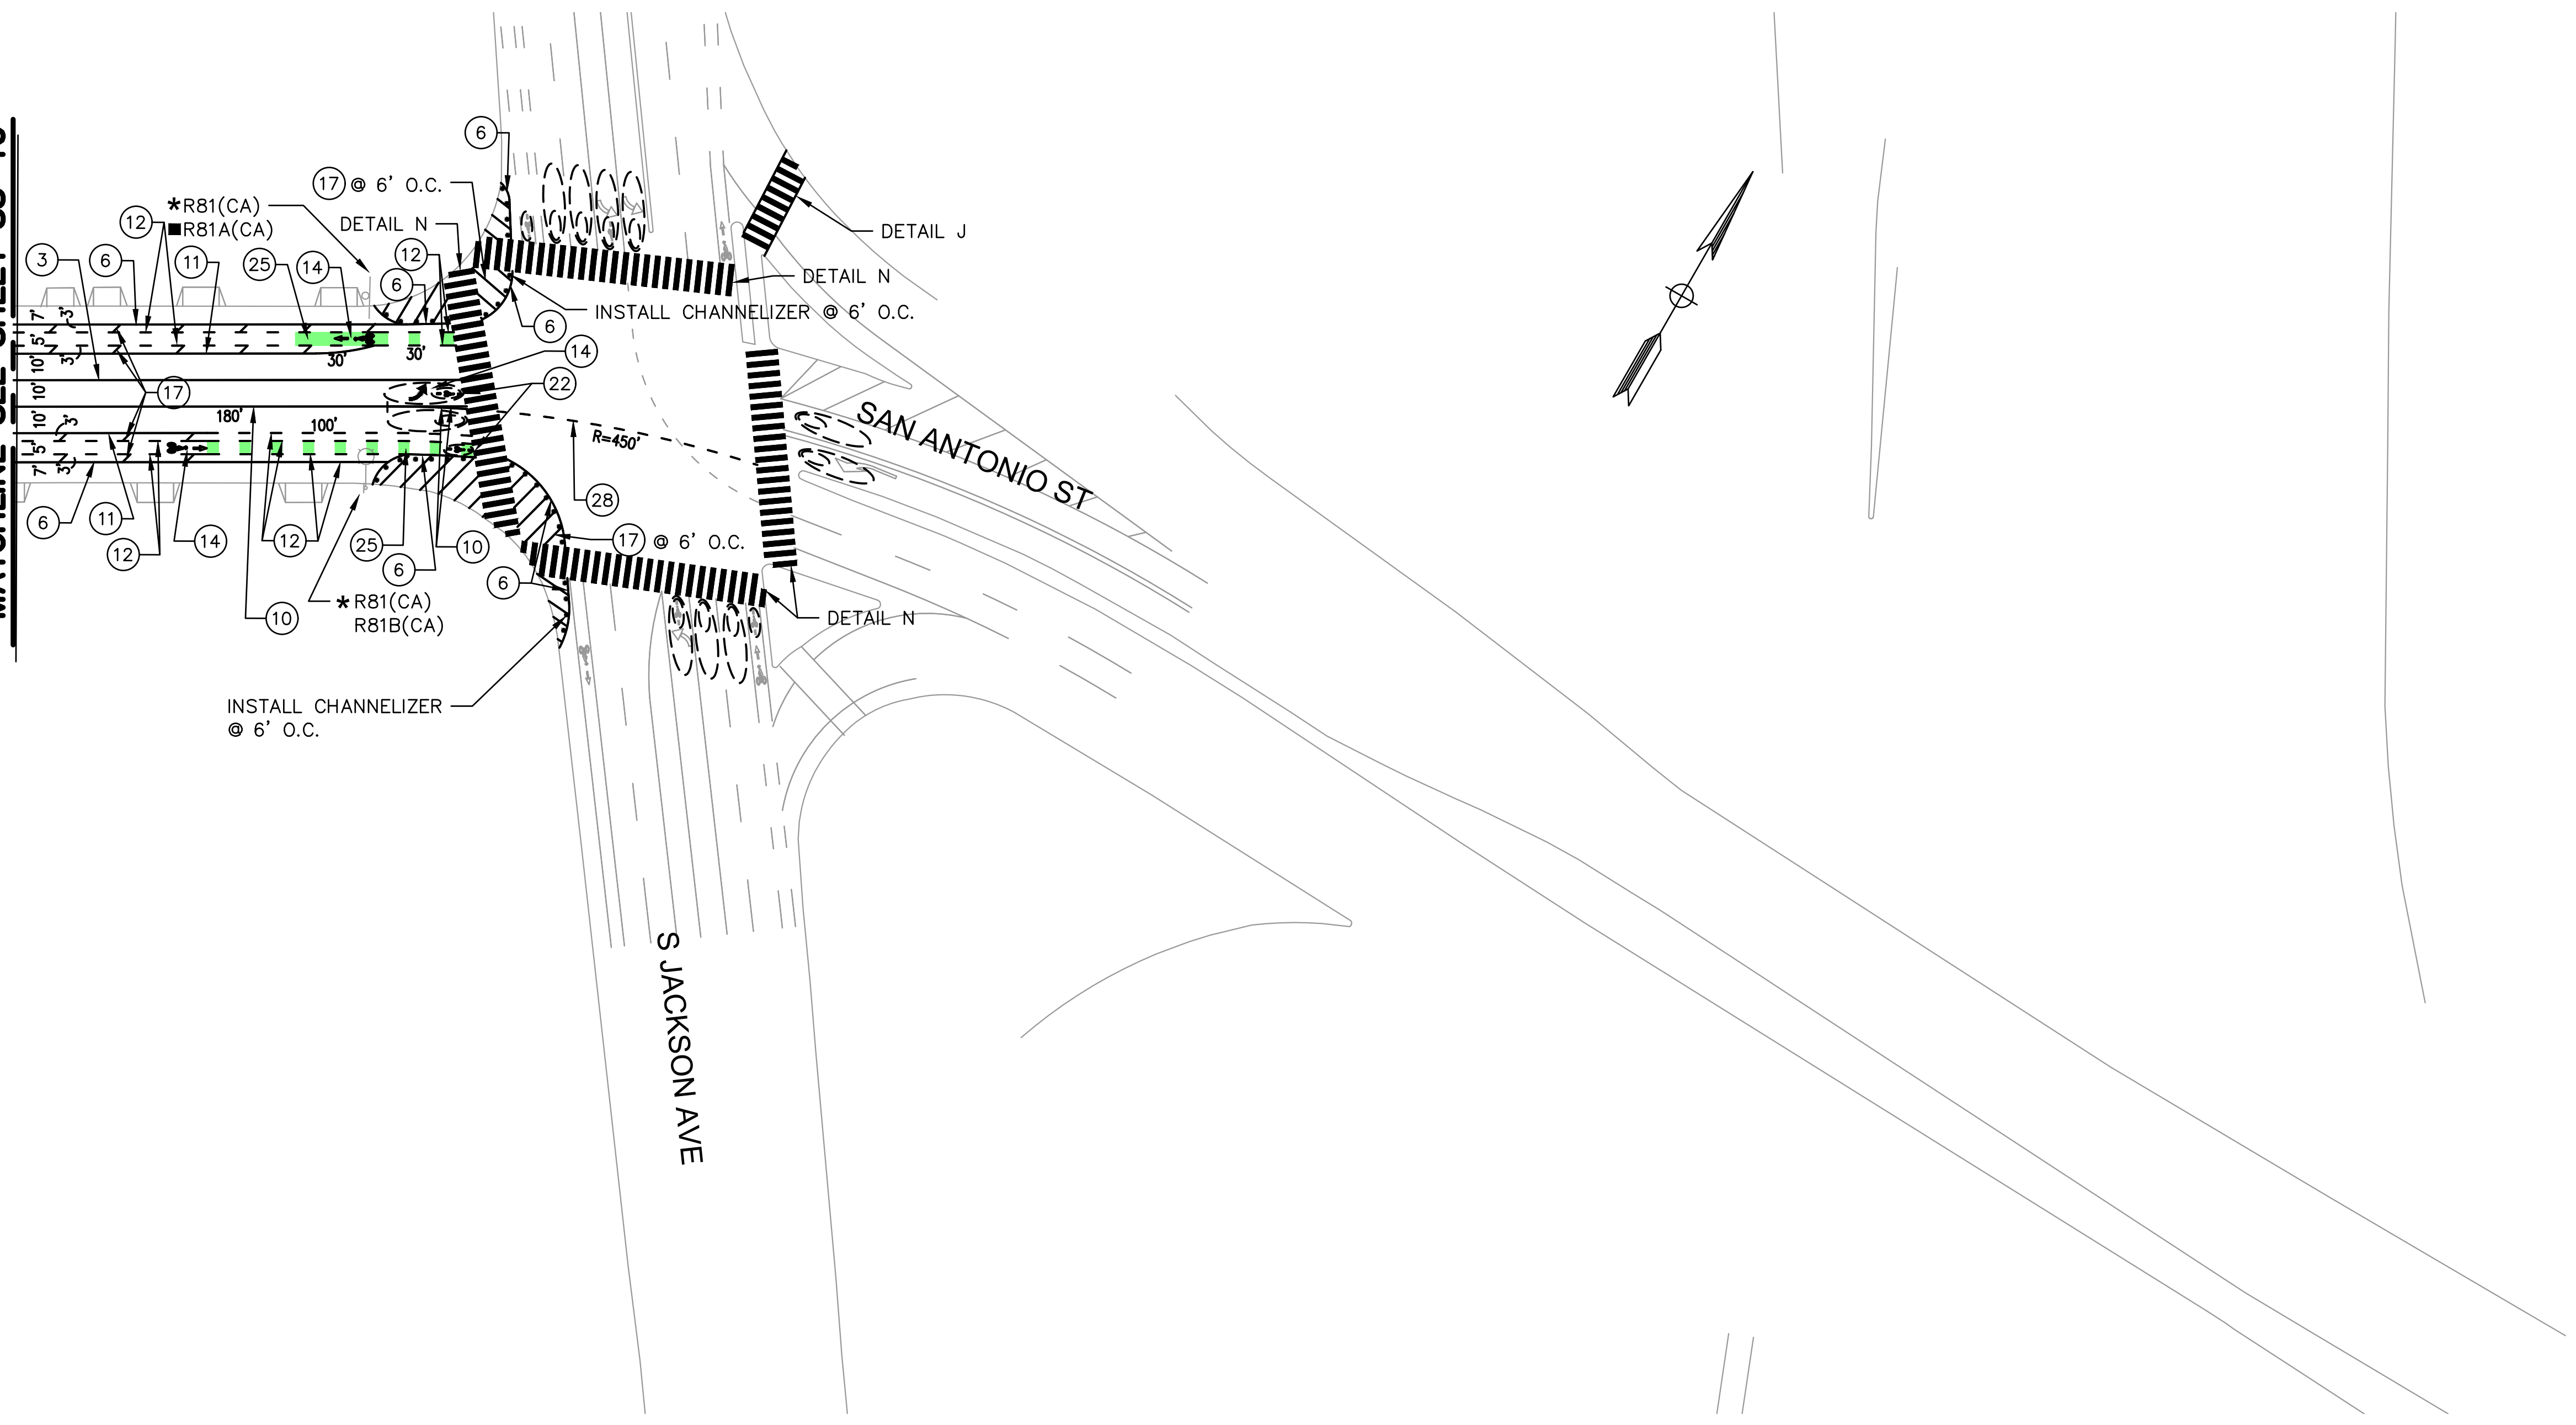 6
17 @ 6' O.C.
*R81(CA)
■R81A(CA)
12
DETAIL N
DETAIL J
3
6
11
25
14
12
6
DETAIL N
INSTALL CHANNELIZER @ 6' O.C.
6
14
22
7'
3'
5'
3'
10'
10'
10'
3'
5'
3'
7'
30'
30'
17
180'
100'
R=450'
SAN ANTONIO ST
28
6
11
12
14
12
25
6
10
17 @ 6' O.C.
6
10
*R81(CA)
R81B(CA)
DETAIL N
INSTALL CHANNELIZER
@ 6' O.C.
S JACKSON AVE